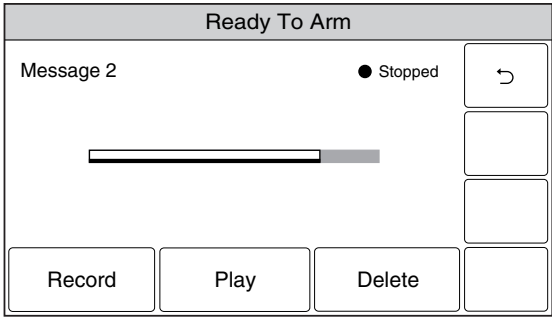 Ready To Arm
Message 2
Stopped
Record
Play
Delete